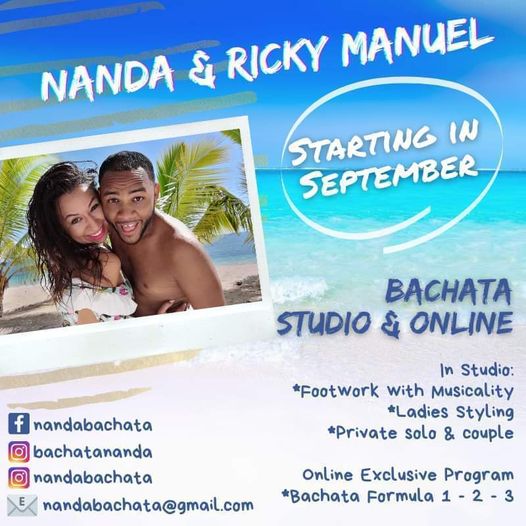 NANDA & RICKY MANUEL
STARTING IN
SEPTEMBER
BACHATA
STUDIO & ONLINE
In Studio:
*Footwork with Musicality
*Ladies Styling
*Private solo & couple
Online Exclusive Program
*Bachata Formula 1 - 2 - 3
nandabachata
bachatananda
nandabachata
E nandabachata@gmail.com